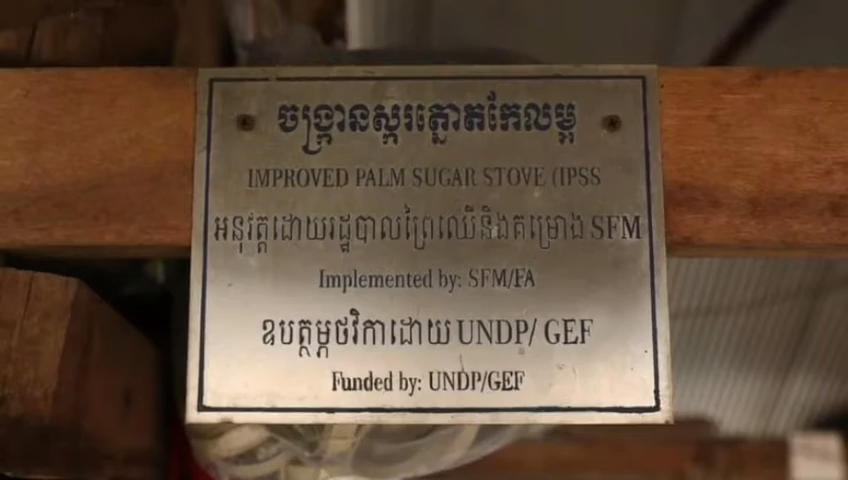 ចង្ក្រានស្ករត្នោតកែលម្អ
IMPROVED PALM SUGAR STOVE (IPSS
អនុវត្តដោយរដ្ឋបាលព្រៃឈើនិងគម្រោង SFM
Implemented by: SFM/FA
ឧបត្ថម្ភថវិកាដោយ UNDP/ GEF
Funded by: UNDP/GEF